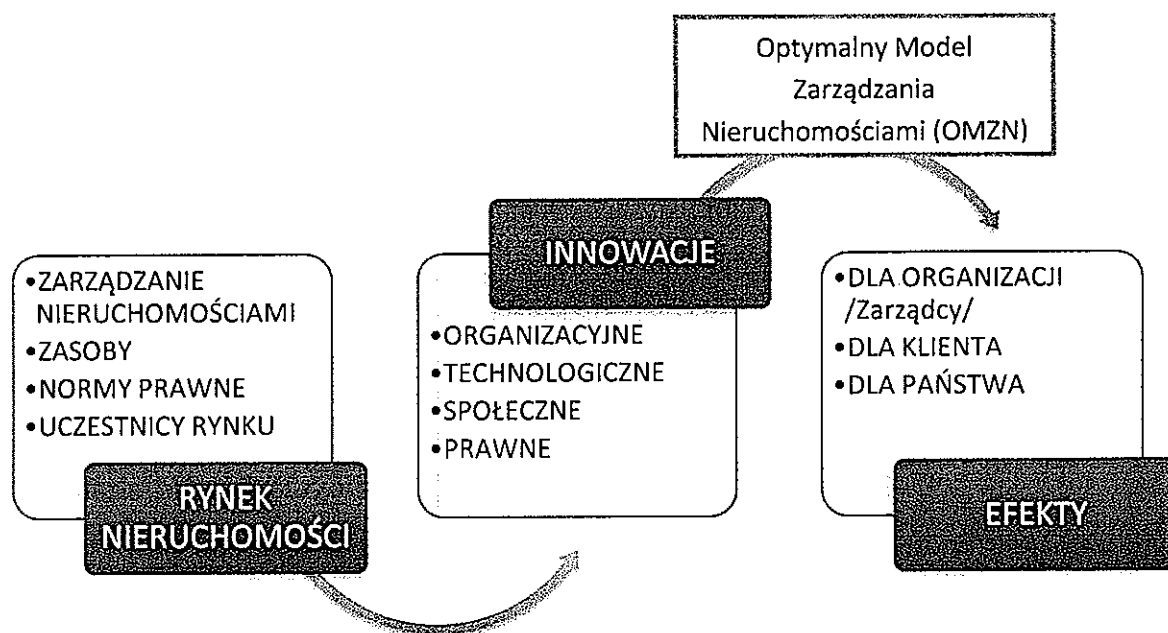 Optymalny Model
Zarządzania
Nieruchomościami (OMZN)
INNOWACJE
•ZARZĄDZANIE
NIERUCHOMOŚCIAMI
•ZASOBY
•NORMY PRAWNE
•UCZESTNICY RYNKU
RYNEK
NIERUCHOMOŚCI
•ORGANIZACYJNE
•TECHNOLOGICZNE
•SPOŁECZNE
•PRAWNE
•DLA ORGANIZACJI
/Zarządcy/
•DLA KLIENTA
•DLA PAŃSTWA
EFEKTY